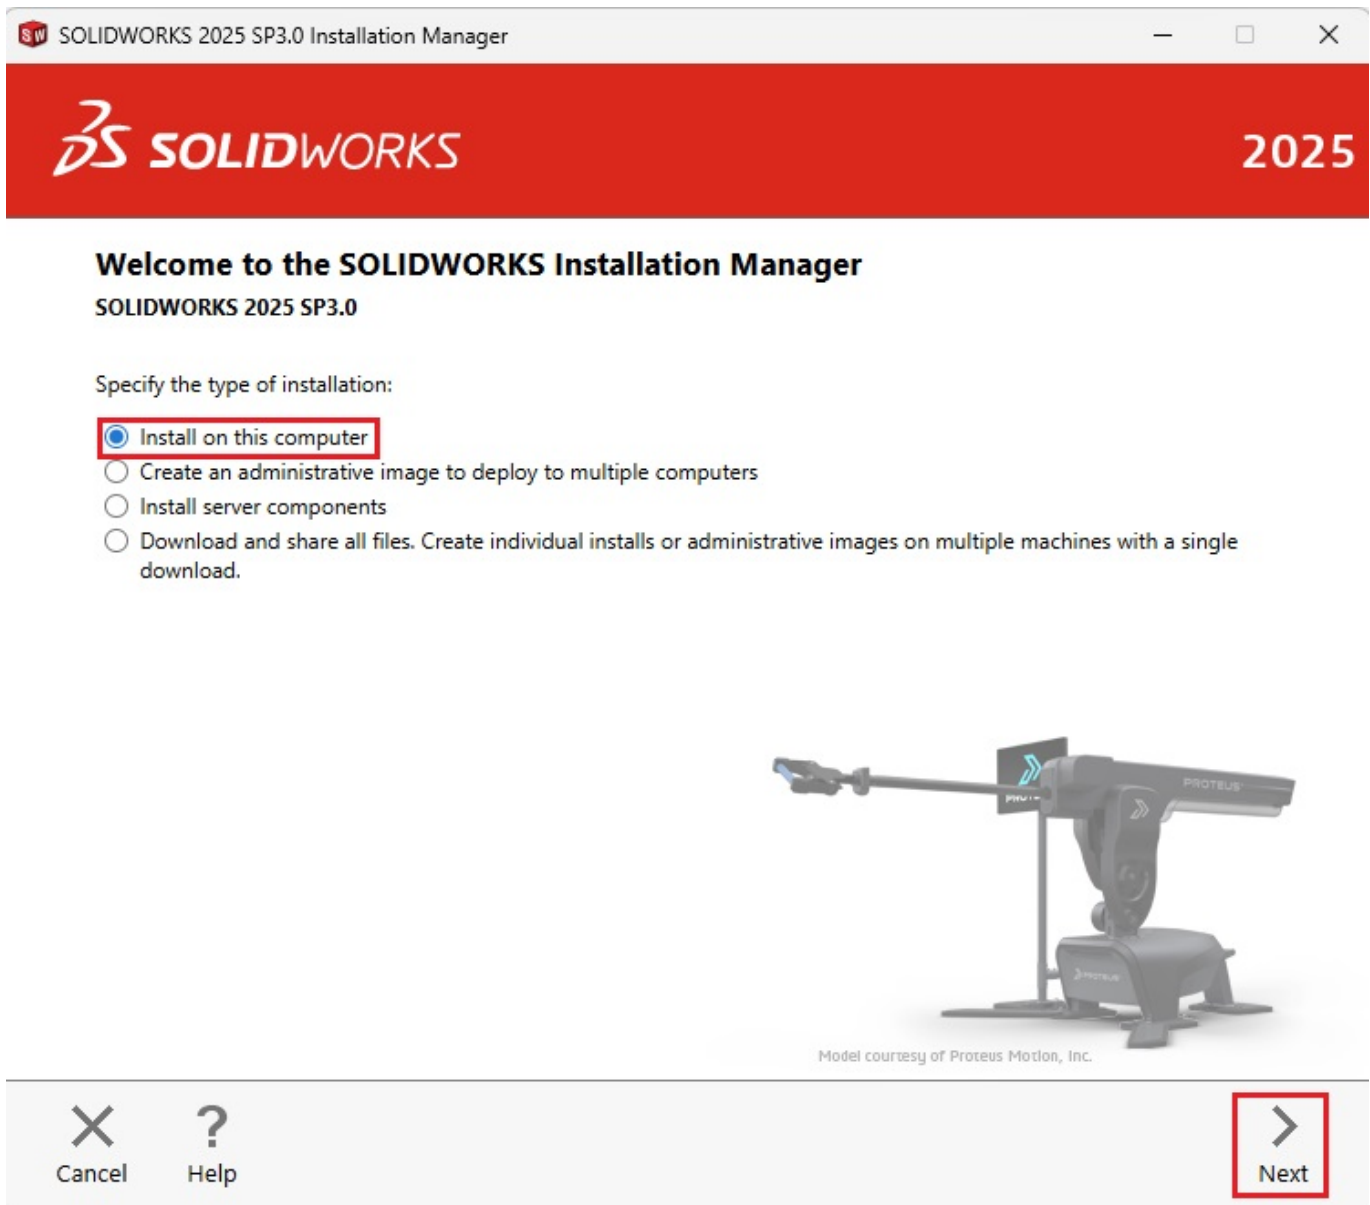 SOLIDWORKS 2025 SP3.0 Installation Manager
SOLIDWORKS
2025
Welcome to the SOLIDWORKS Installation Manager
SOLIDWORKS 2025 SP3.0
Specify the type of installation:
Install on this computer
Create an administrative image to deploy to multiple computers
Install server components
Download and share all files. Create individual installs or administrative images on multiple machines with a single
download.
PROTEUS
PROTEUS
Model courtesy of Proteus Motion, Inc.
Cancel
Help
Next